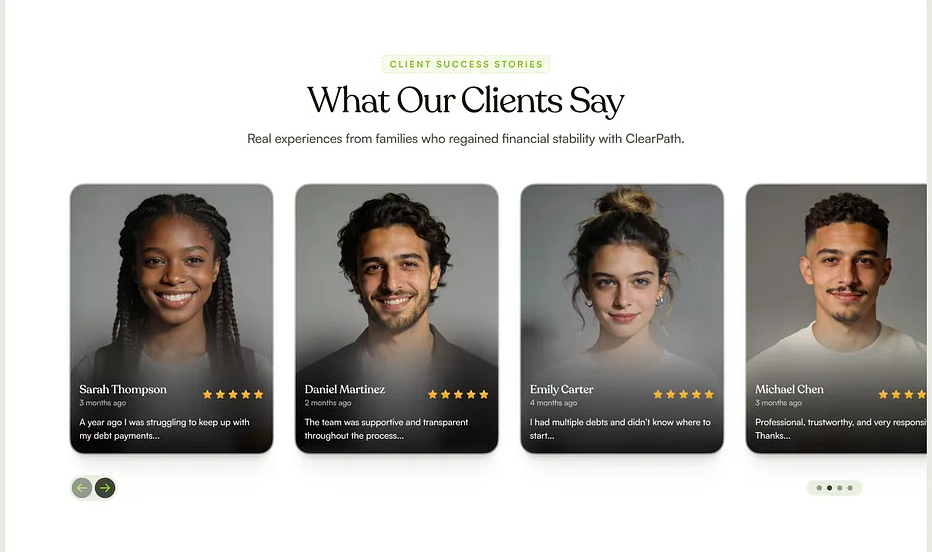 CLIENT SUCCESS STORIES
What Our Clients Say
Real experiences from families who regained financial stability with ClearPath.
Sarah Thompson
3 months ago
A year ago I was struggling to keep up with
my debt payments...
Daniel Martinez
2 months ago
The team was supportive and transparent
throughout the process...
Emily Carter
4 months ago
I had multiple debts and didn't know where to
start...
Michael Chen
3 months ago
Professional, trustworthy, and very responsi
Thanks...